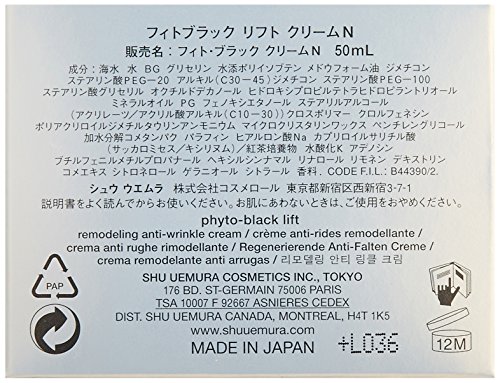 フィトブラック リフト クリームN
販売名：フィト・ブラック クリームN　50mL
成分：海水 水 BG グリセリン 水添ポリイソブテン メドウフォーム油 ジメチコン
ステアリン酸PEG−20 アルキル(C30−45)ジメチコン ステアリン酸PEG−100
ステアリン酸グリセリル オクチルドデカノール ヒドロキシプロピルテトラヒドロピラントリオール
ミネラルオイル PG フェノキシエタノール ステアリルアルコール
(アクリレーツ／アクリル酸アルキル(C10−30))クロスポリマー クロルフェネシン
ポリアクリロイルジメチルタウリンアンモニウム マイクロクリスタリンワックス ペンチレングリコール
加水分解コメタンパク パラフィン ヒアルロン酸Na カプリロイルサリチル酸
(サッカロミセス／キシリヌム)／紅茶培養物 水酸化K アデノシン
ブチルフェニルメチルプロパナール ヘキシルシンナマル リナロール リモネン デキストリン
コメエキス シトロネロール ゲラニオール シトラール 香料 CODE F.I.L.: B44390/2.
シュウ ウエムラ 株式会社コスメロール 東京都新宿区西新宿3-7-1
説明書をよく読んでお使いください。お肌にあわないときは、ご使用をおやめください。
phyto-black lift
remodeling anti-wrinkle cream / crème anti-rides remodellante /
crema anti rughe rimodellante / Regenerierende Anti-Falten Creme /
crema remodelante anti arrugas / 리모델링 안티 링클 크림
SHU UEMURA COSMETICS INC., TOKYO
176 BD. ST-GERMAIN 75006 PARIS
TSA 10007 F 92667 ASNIERES CEDEX
DIST. SHU UEMURA CANADA, MONTREAL, H4T 1K5
www.shuuemura.com
MADE IN JAPAN
+L036
PAP
12M